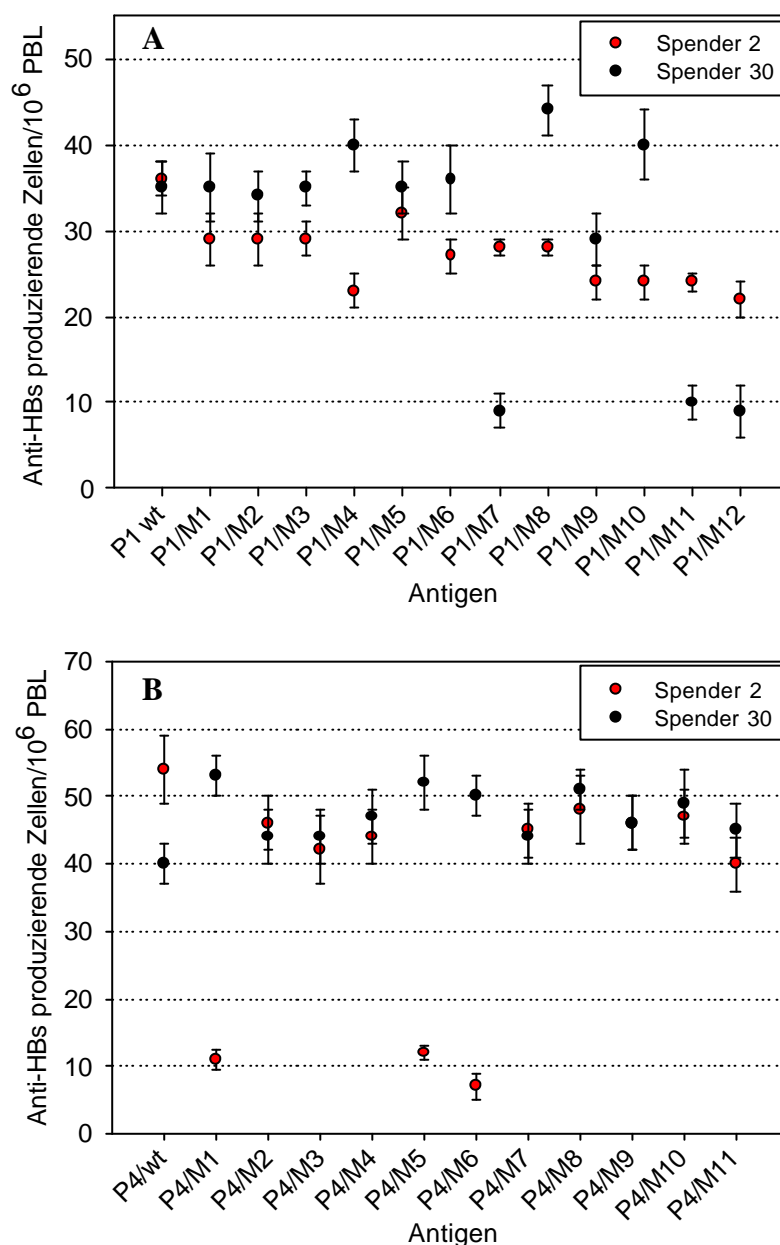 A
Spender 2
Spender 30
Anti-HBs produzierende Zellen/10⁶ PBL
50
40
30
20
10
0
P1 wt
P1/M1
P1/M2
P1/M3
P1/M4
P1/M5
P1/M6
P1/M7
P1/M8
P1/M9
P1/M10
P1/M11
P1/M12
Antigen
B
Spender 2
Spender 30
Anti-HBs produzierende Zellen/10⁶ PBL
70
60
50
40
30
20
10
0
P4/wt
P4/M1
P4/M2
P4/M3
P4/M4
P4/M5
P4/M6
P4/M7
P4/M8
P4/M9
P4/M10
P4/M11
Antigen